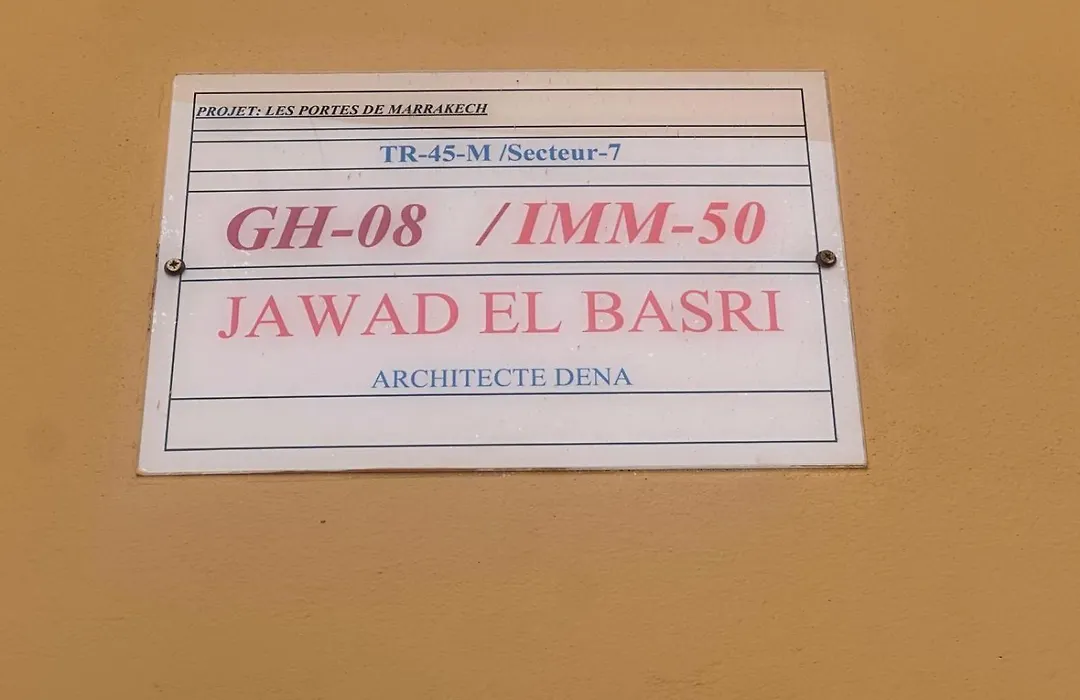 PROJET: LES PORTES DE MARRAKECH
TR-45-M /Secteur-7
GH-08 /IMM-50
JAWAD EL BASRI
ARCHITECTE DENA